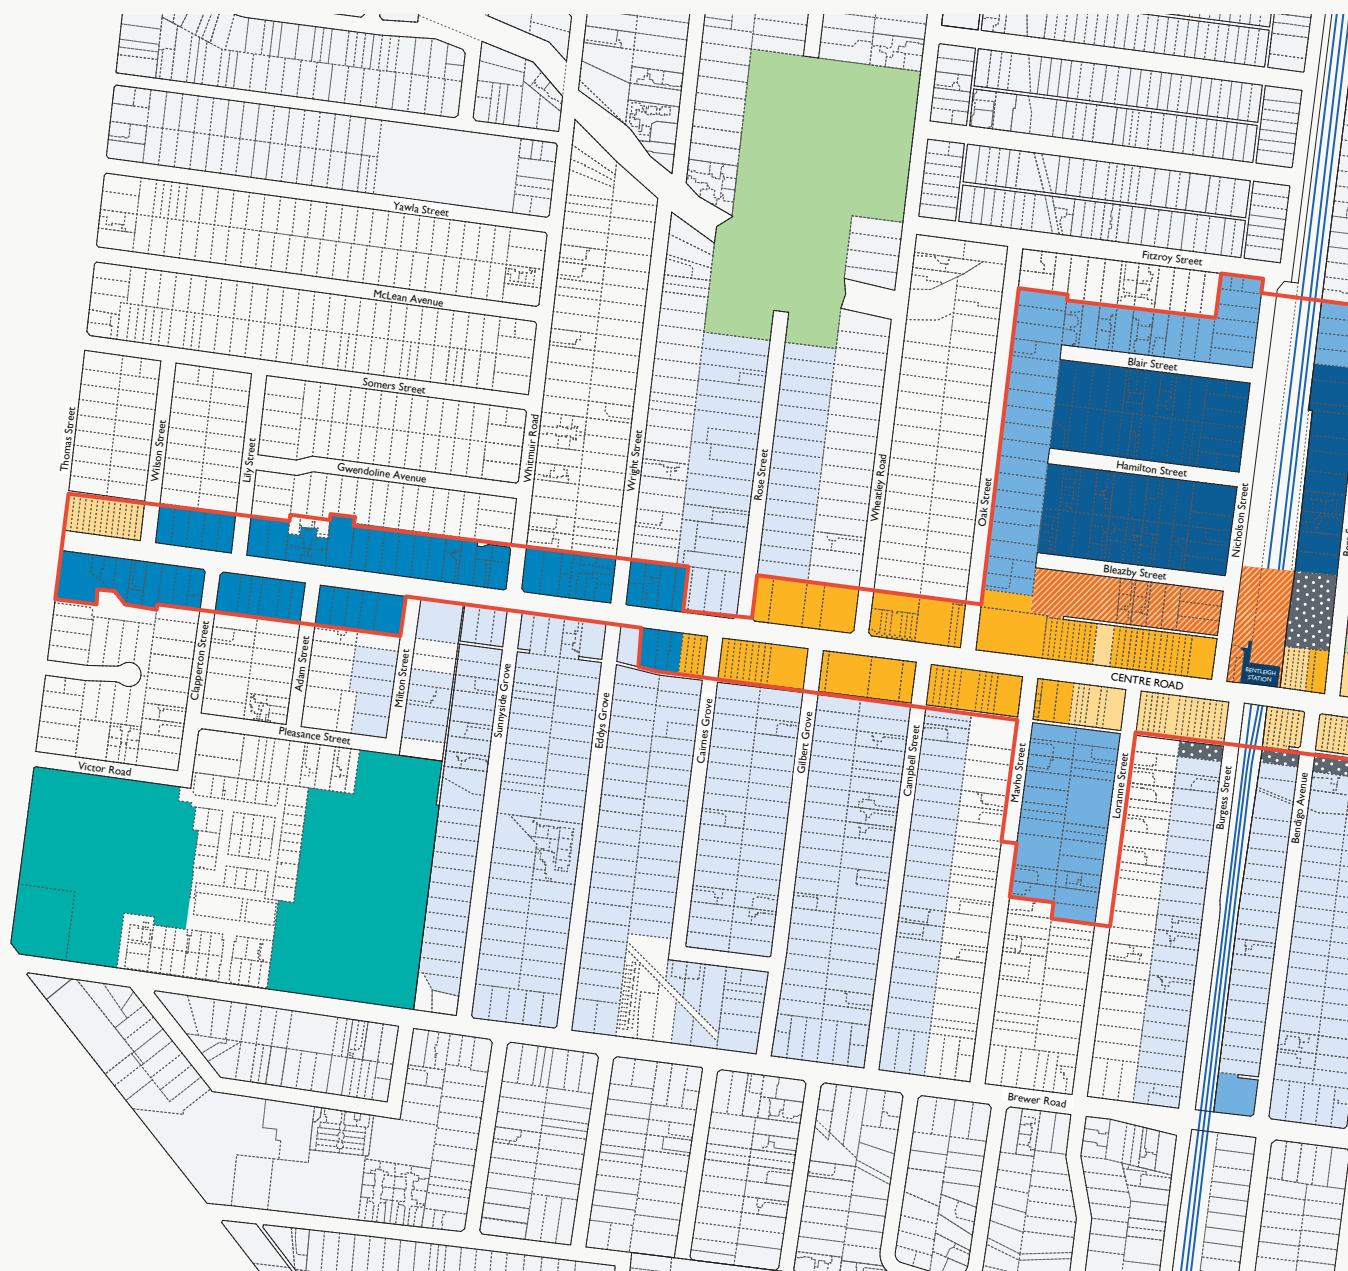 Yawla Street
Fitzroy Street
McLean Avenue
Blair Street
Somers Street
Thomas Street
Wilson Street
Lily Street
Whitmuir Road
Wright Street
Rose Street
Wheatley Road
Oak Street
Hamilton Street
Nicholson Street
Gwendoline Avenue
Bleazby Street
BENTLEIGH
STATION
CENTRE ROAD
Clapperton Street
Adam Street
Milton Street
Sunnyside Grove
Eddys Grove
Cairnes Grove
Gilbert Grove
Campbell Street
Mavho Street
Loranne Street
Burgess Street
Bendigo Avenue
Pleasance Street
Victor Road
Brewer Road